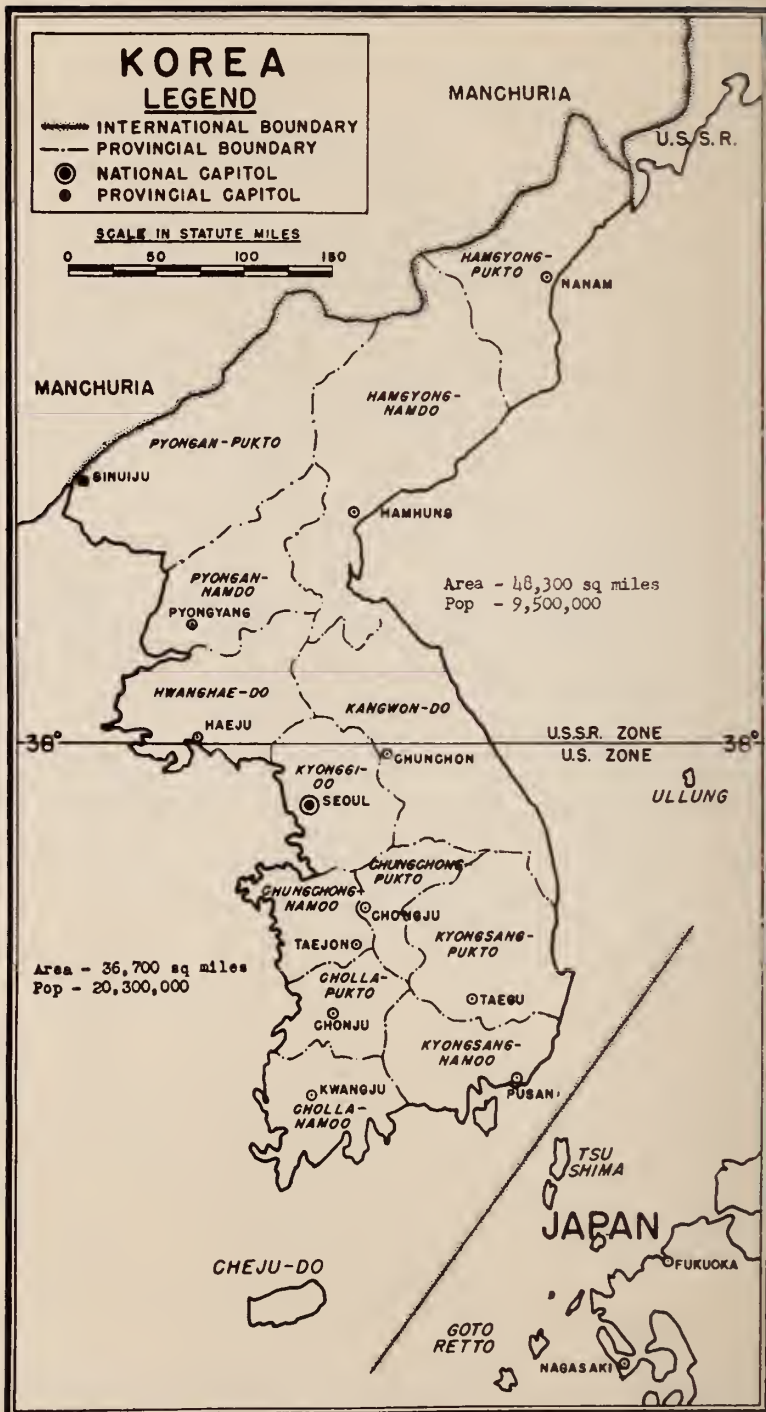 KOREA
LEGEND
INTERNATIONAL BOUNDARY
PROVINCIAL BOUNDARY
NATIONAL CAPITOL
PROVINCIAL CAPITOL
SCALE IN STATUTE MILES
0 50 100 150
MANCHURIA
U.S.S.R.
HAMGYONG-
PUKTO
NANAM
MANCHURIA
HAMGYONG-
NAMDO
PYONGAN-PUKTO
SINUIJU
HAMHUNG
PYONGAN-
NAMDO
PYONGYANG
Area - 48,300 sq miles
Pop - 9,500,000
HWANGHAE-DO
KANGWON-DO
HAEJU
38°
U.S.S.R. ZONE
38°
U.S. ZONE
CHUNCHON
KYONGGI-
DO
SEOUL
ULLUNG
CHUNGCHONG
PUKTO
CHUNGCHONG-
NAMOO
CHONGJU
KYONGSANG-
PUKTO
TAEJON
Area - 36,700 sq miles
Pop - 20,300,000
CHOLLA-
PUKTO
TAEGU
CHONJU
KYONGSANG-
NAMOO
PUSAN
KWANGJU
CHOLLA-
NAMOO
TSU
SHIMA
JAPAN
FUKUOKA
CHEJU-DO
GOTO
RETTO
NAGASAKI